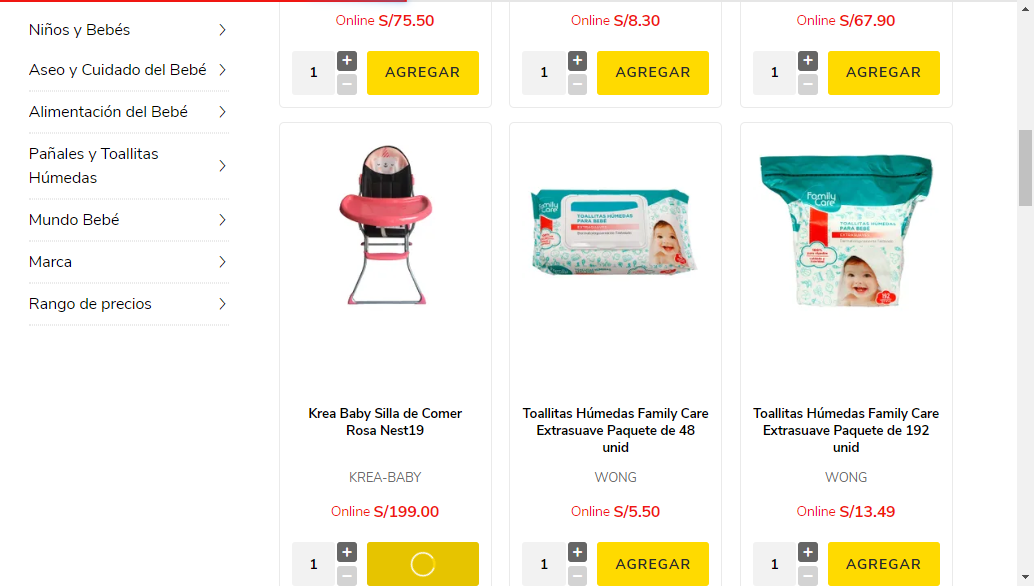 Niños y Bebés
Aseo y Cuidado del Bebé
Alimentación del Bebé
Pañales y Toallitas
Húmedas
Mundo Bebé
Marca
Rango de precios
Online S/75.50
1
+
-
AGREGAR
Online S/8.30
1
+
-
AGREGAR
Online S/67.90
1
+
-
AGREGAR
Krea Baby Silla de Comer
Rosa Nest19
KREA-BABY
Online S/199.00
1
+
-
Family
Care
TOALLITAS HÚMEDAS
PARA BEBÉ
EXTRASUAVE
Toallitas Húmedas Family Care
Extrasuave Paquete de 48
unid
WONG
Online S/5.50
1
+
-
AGREGAR
Family
Care
TOALLITAS HÚMEDAS
PARA BEBÉ
EXTRASUAVE
192
Toallitas Húmedas Family Care
Extrasuave Paquete de 192
unid
WONG
Online S/13.49
1
+
-
AGREGAR